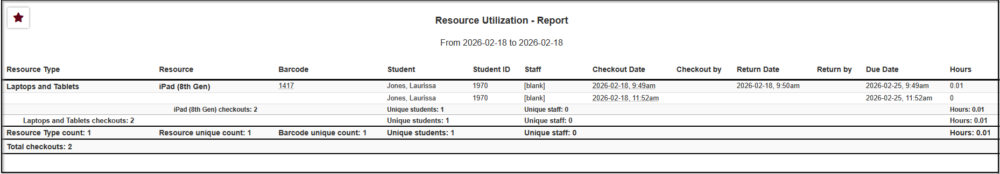 Resource Utilization - Report
From 2026-02-18 to 2026-02-18
Resource Type Resource Barcode Student Student ID Staff Checkout Date Checkout by Return Date Return by Due Date Hours
Laptops and Tablets iPad (8th Gen) 1417 Jones, Laurissa 1970 [blank] 2026-02-18, 9:49am 2026-02-18, 9:50am 2026-02-25, 9:49am 0.01
Jones, Laurissa 1970 [blank] 2026-02-18, 11:52am 2026-02-25, 11:52am 0
iPad (8th Gen) checkouts: 2 Unique students: 1 Unique staff: 0 Hours: 0.01
Laptops and Tablets checkouts: 2 Unique students: 1 Unique staff: 0 Hours: 0.01
Resource Type count: 1 Resource unique count: 1 Barcode unique count: 1 Unique students: 1 Unique staff: 0 Hours: 0.01
Total checkouts: 2